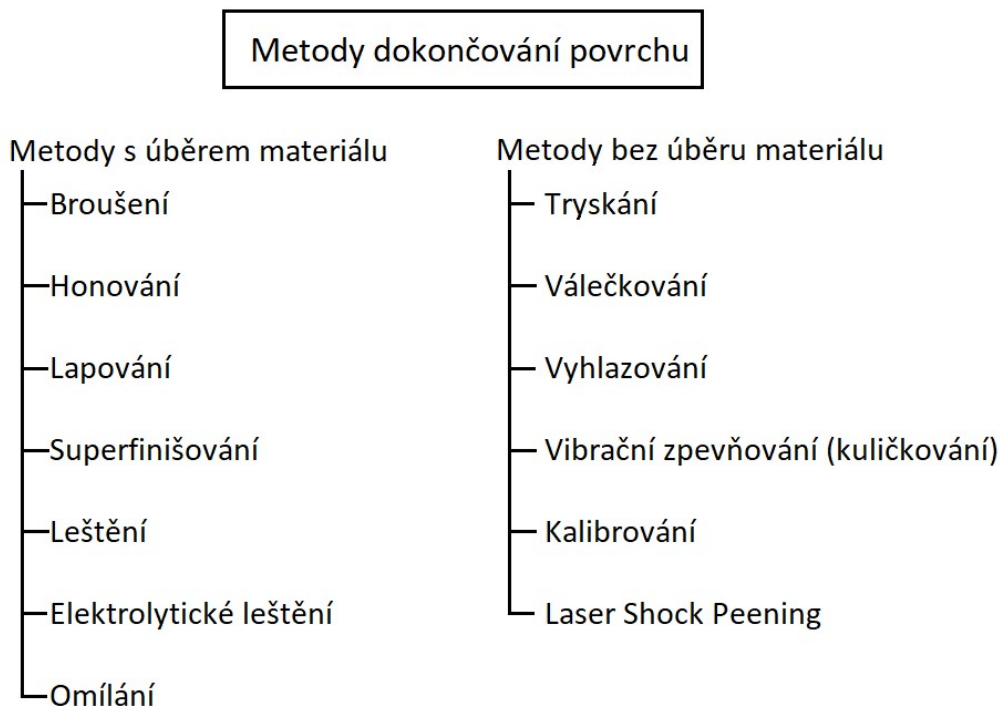 Metody dokončování povrchu
Metody s úběrem materiálu
Broušení
Honování
Lapování
Superfinišování
Leštění
Elektrolytické leštění
Omílání
Metody bez úběru materiálu
Tryskání
Válečkování
Vyhlazování
Vibrační zpevňování (kuličkování)
Kalibrování
Laser Shock Peening